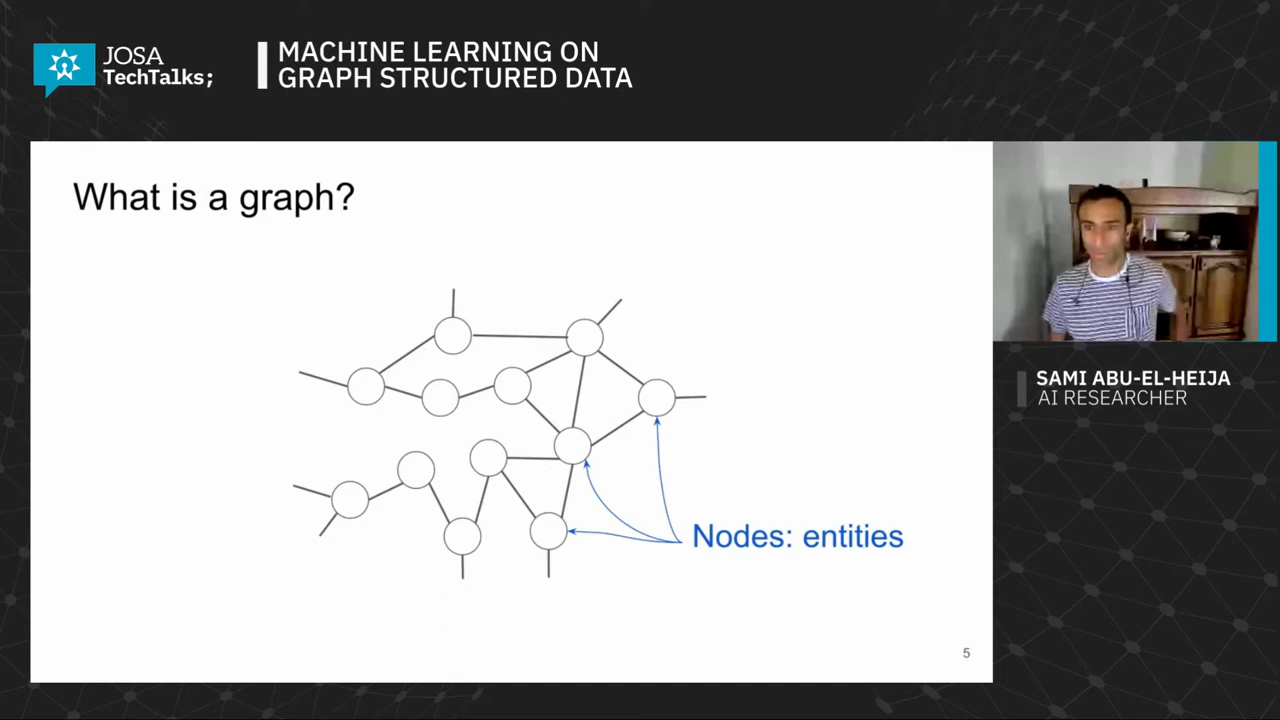 JOSA
TechTalks;
MACHINE LEARNING ON
GRAPH STRUCTURED DATA
What is a graph?
Nodes: entities
5
SAMI ABU-EL-HEIJA
AI RESEARCHER